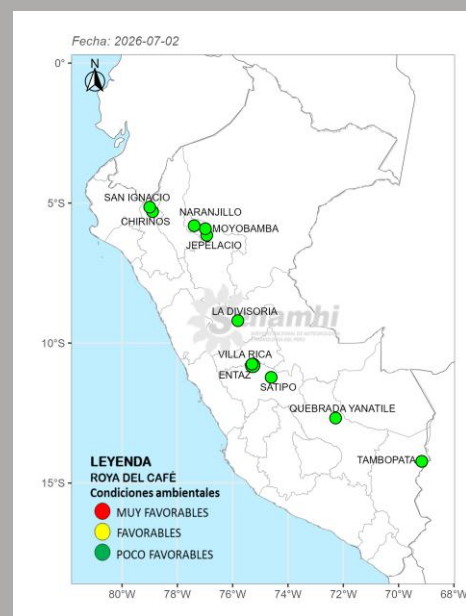 Fecha: 2026-07-02
N
0°
SAN IGNACIO
CHIRINOS
NARANJILLO
MOYOBAMBA
JEPELACIO
5°S
LA DIVISORIA
Senamhi
10°S
VILLA RICA
ENTAZ
SATIPO
QUEBRADA YANATILE
TAMBOPATA
15°S
LEYENDA
ROYA DEL CAFÉ
Condiciones ambientales
MUY FAVORABLES
FAVORABLES
POCO FAVORABLES
80°W 78°W 76°W 74°W 72°W 70°W 68°W